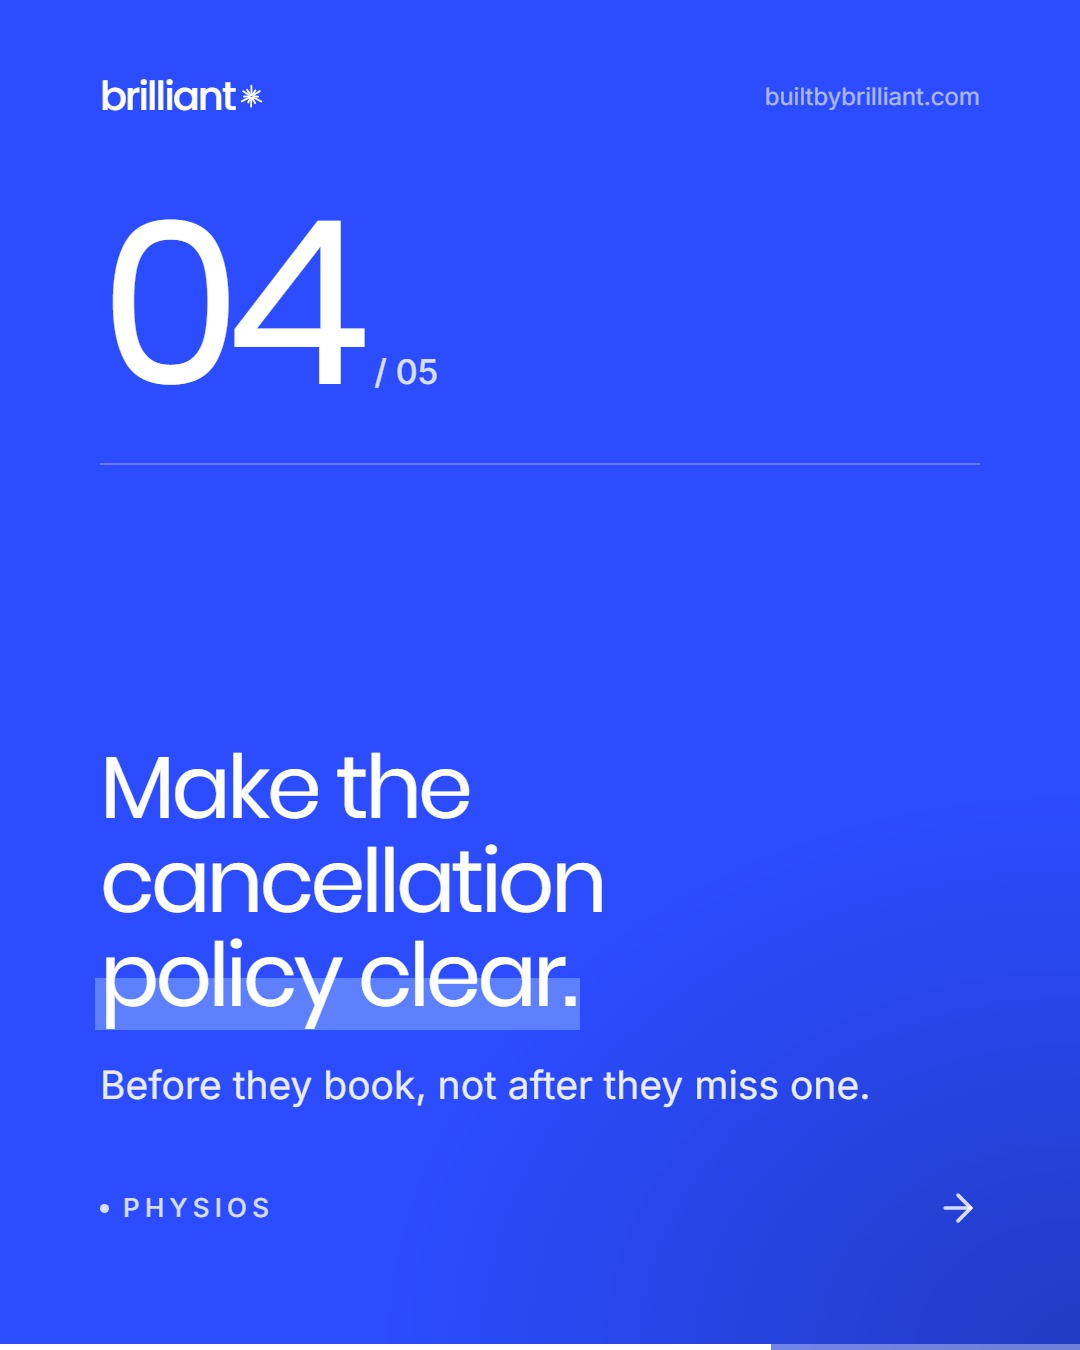 brilliant
builtbybrilliant.com
04 / 05
Make the
cancellation
policy clear.
Before they book, not after they miss one.
• PHYSIOS